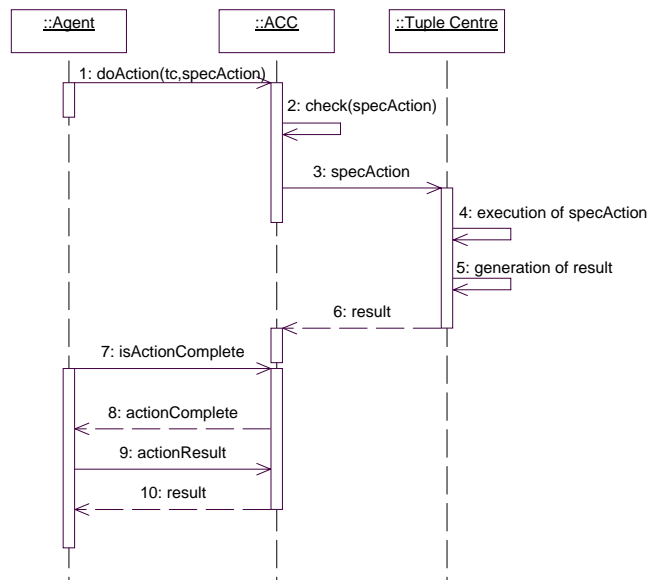 ::Agent
::ACC
::Tuple Centre
1: doAction(tc,specAction)
2: check(specAction)
3: specAction
4: execution of specAction
5: generation of result
6: result
7: isActionComplete
8: actionComplete
9: actionResult
10: result